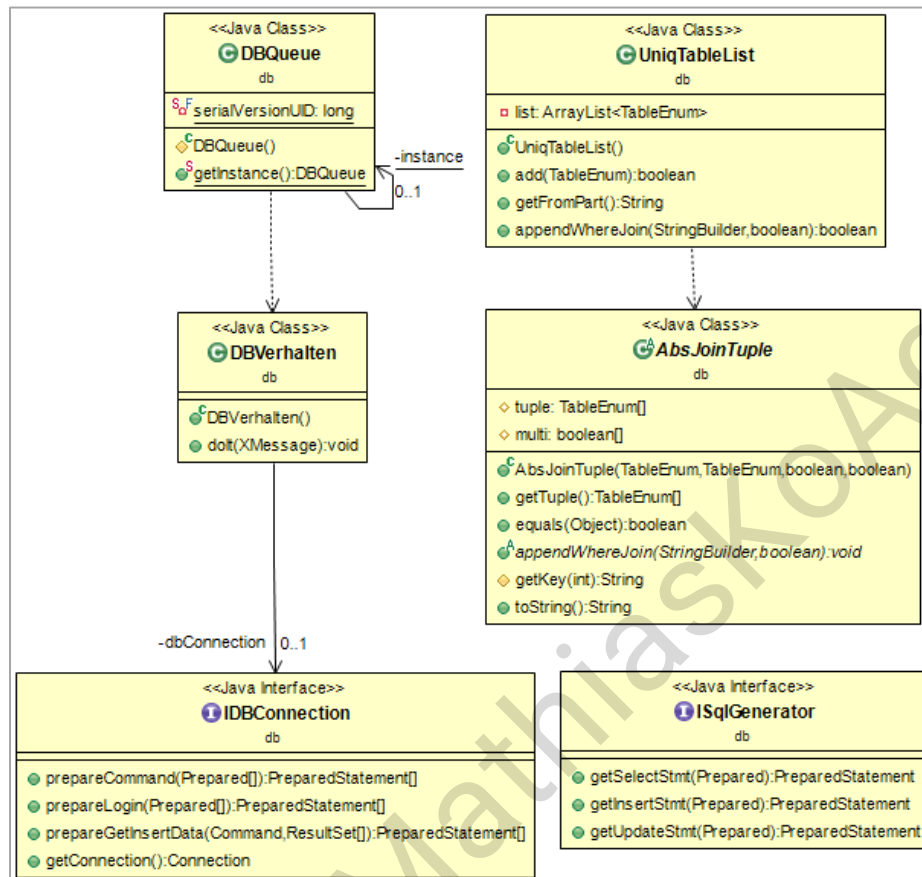 <<Java Class>>
DBQueue
db
serialVersionUID: long
DBQueue()
getInstance():DBQueue
-instance
0..1
<<Java Class>>
UniqTableList
db
list: ArrayList<TableEnum>
UniqTableList()
add(TableEnum):boolean
getFromPart():String
appendWhereJoin(StringBuilder,boolean):boolean
<<Java Class>>
DBVerhalten
db
DBVerhalten()
doIt(XMessage):void
<<Java Class>>
AbsJoinTuple
db
tuple: TableEnum[]
multi: boolean[]
AbsJoinTuple(TableEnum,TableEnum,boolean,boolean)
getTuple():TableEnum[]
equals(Object):boolean
appendWhereJoin(StringBuilder,boolean):void
getKey(int):String
toString():String
-dbConnection
0..1
<<Java Interface>>
IDBConnection
db
prepareCommand(Prepared[]):PreparedStatement[]
prepareLogin(Prepared[]):PreparedStatement[]
prepareGetInsertData(Command,ResultSet[]):PreparedStatement[]
getConnection():Connection
<<Java Interface>>
ISqlGenerator
db
getSelectStmt(Prepared):PreparedStatement
getInsertStmt(Prepared):PreparedStatement
getUpdateStmt(Prepared):PreparedStatement